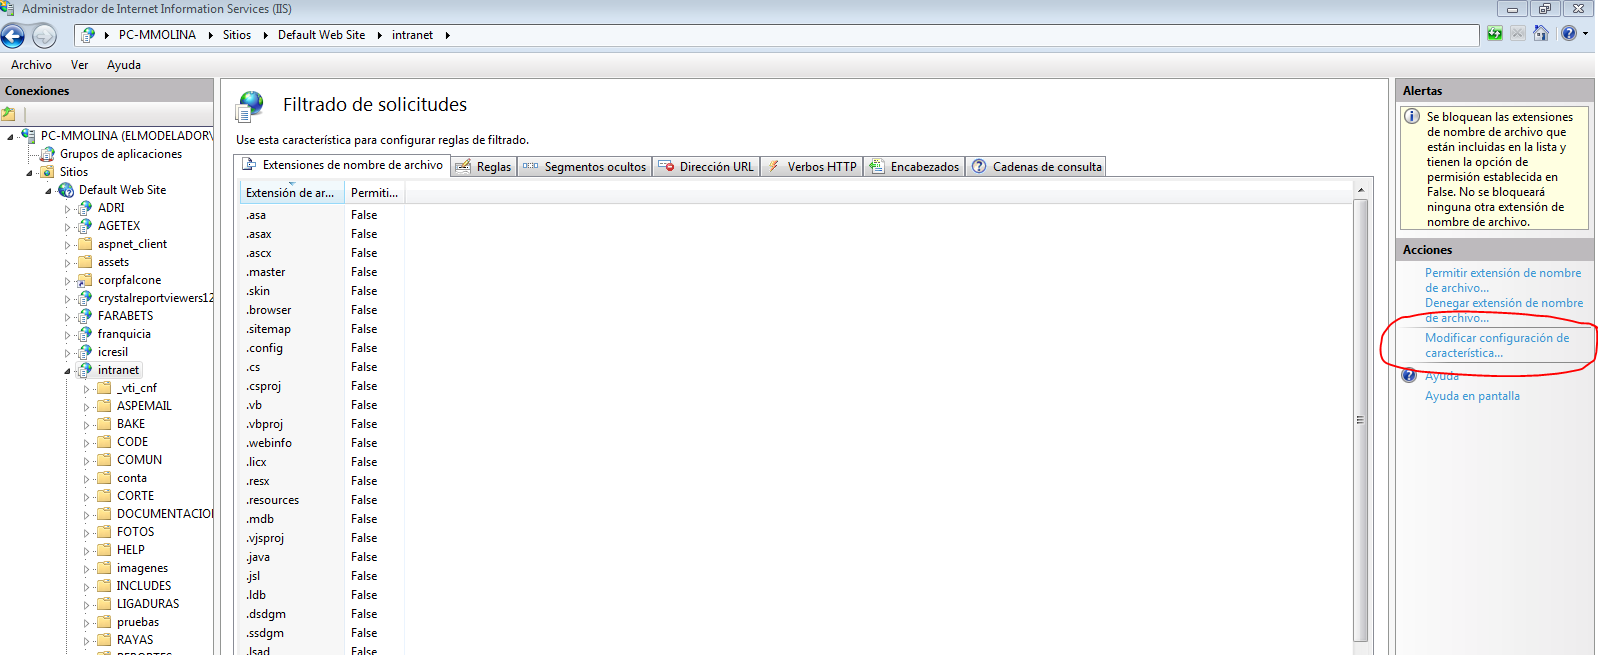 Administrador de Internet Information Services (IIS)
PC-MMOLINA
Sitios
Default Web Site
intranet
Archivo
Ver
Ayuda
Conexiones
PC-MMOLINA (ELMODELADOR\
Grupos de aplicaciones
Sitios
Default Web Site
ADRI
AGETEX
aspnet_client
assets
corpfalcone
crystalreportviewers12
FARABETS
franquicia
icresil
intranet
_vti_cnf
ASPEMAIL
BAKE
CODE
COMUN
conta
CORTE
DOCUMENTACIO
FOTOS
HELP
imagenes
INCLUDES
LIGADURAS
pruebas
RAYAS
REPORTES
Filtrado de solicitudes
Use esta característica para configurar reglas de filtrado.
Extensiones de nombre de archivo
Reglas
Segmentos ocultos
Dirección URL
Verbos HTTP
Encabezados
Cadenas de consulta
Extensión de ar... Permiti...
.asa False
.asax False
.ascx False
.master False
.skin False
.browser False
.sitemap False
.config False
.cs False
.csproj False
.vb False
.vbproj False
.webinfo False
.licx False
.resx False
.resources False
.mdb False
.vjsproj False
.java False
.jsl False
.ldb False
.dsdgm False
.ssdgm False
.lsad False
Alertas
Se bloquean las extensiones
de nombre de archivo que
están incluidas en la lista y
tienen la opción de
permisión establecida en
False. No se bloqueará
ninguna otra extensión de
nombre de archivo.
Acciones
Permitir extensión de nombre
de archivo...
Denegar extensión de nombre
de archivo...
Modificar configuración de
característica...
Ayuda
Ayuda en pantalla